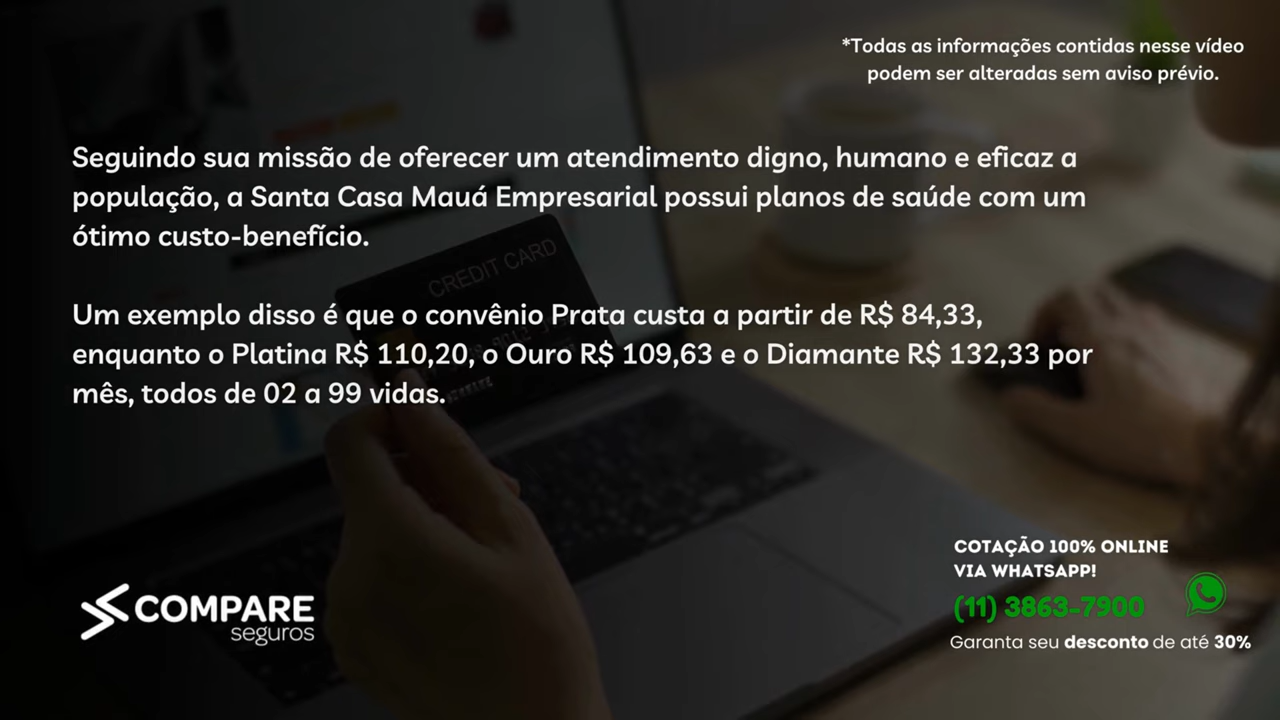 *Todas as informações contidas nesse vídeo
podem ser alteradas sem aviso prévio.
Seguindo sua missão de oferecer um atendimento digno, humano e eficaz a
população, a Santa Casa Mauá Empresarial possui planos de saúde com um
ótimo custo-benefício.
CREDIT CARD
Um exemplo disso é que o convênio Prata custa a partir de R$ 84,33,
enquanto o Platina R$ 110,20, o Ouro R$ 109,63 e o Diamante R$ 132,33 por
mês, todos de 02 a 99 vidas.
COTAÇÃO 100% ONLINE
VIA WHATSAPP!
(11) 3863-7900
Garanta seu desconto de até 30%
COMPARE
seguros